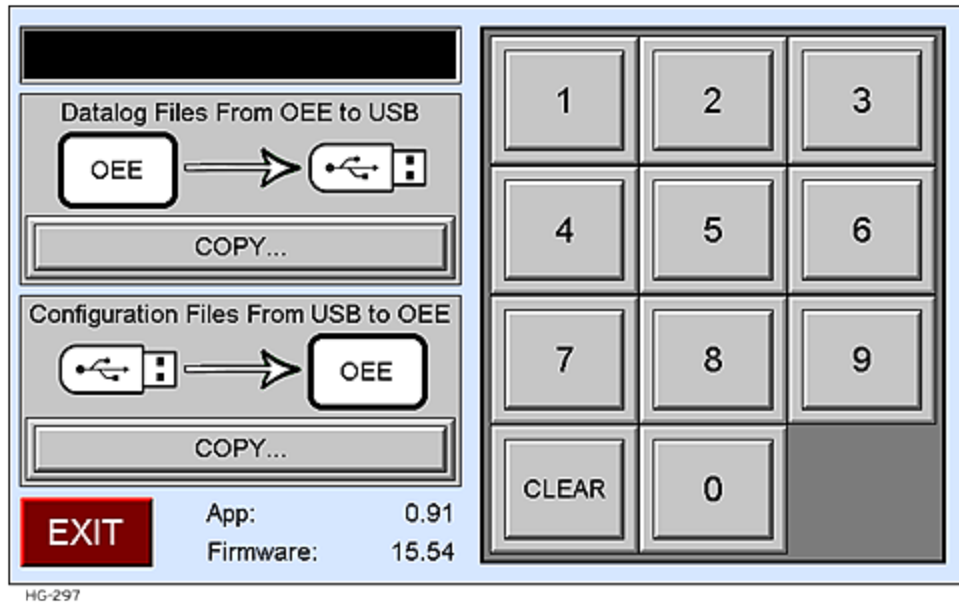 Datalog Files From OEE to USB
OEE
COPY...
Configuration Files From USB to OEE
OEE
COPY...
EXIT
App: 0.91
Firmware: 15.54
1 2 3
4 5 6
7 8 9
CLEAR 0
HG-297